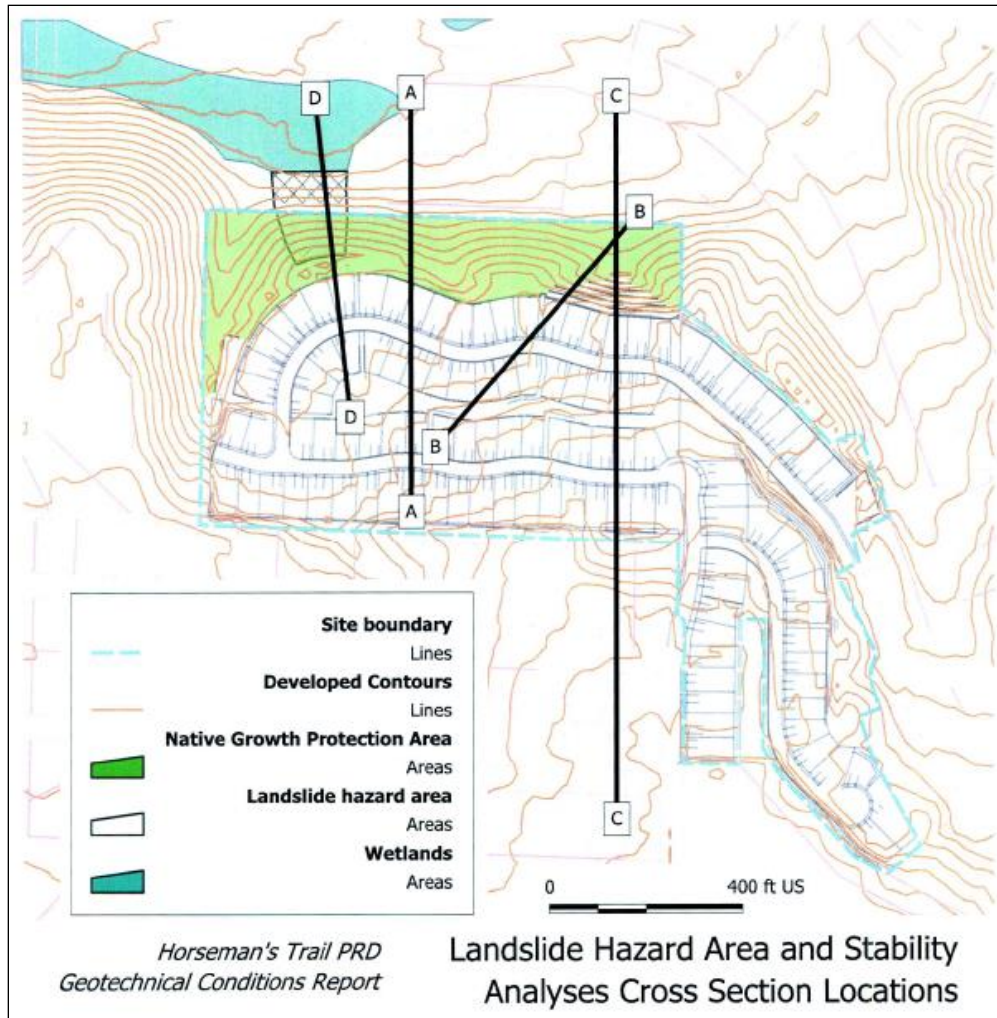 D
A
C
B
D
B
A
C
Site boundary
Lines
Developed Contours
Lines
Native Growth Protection Area
Areas
Landslide hazard area
Areas
Wetlands
Areas
0 400 ft US
Horseman's Trail PRD
Geotechnical Conditions Report
Landslide Hazard Area and Stability
Analyses Cross Section Locations